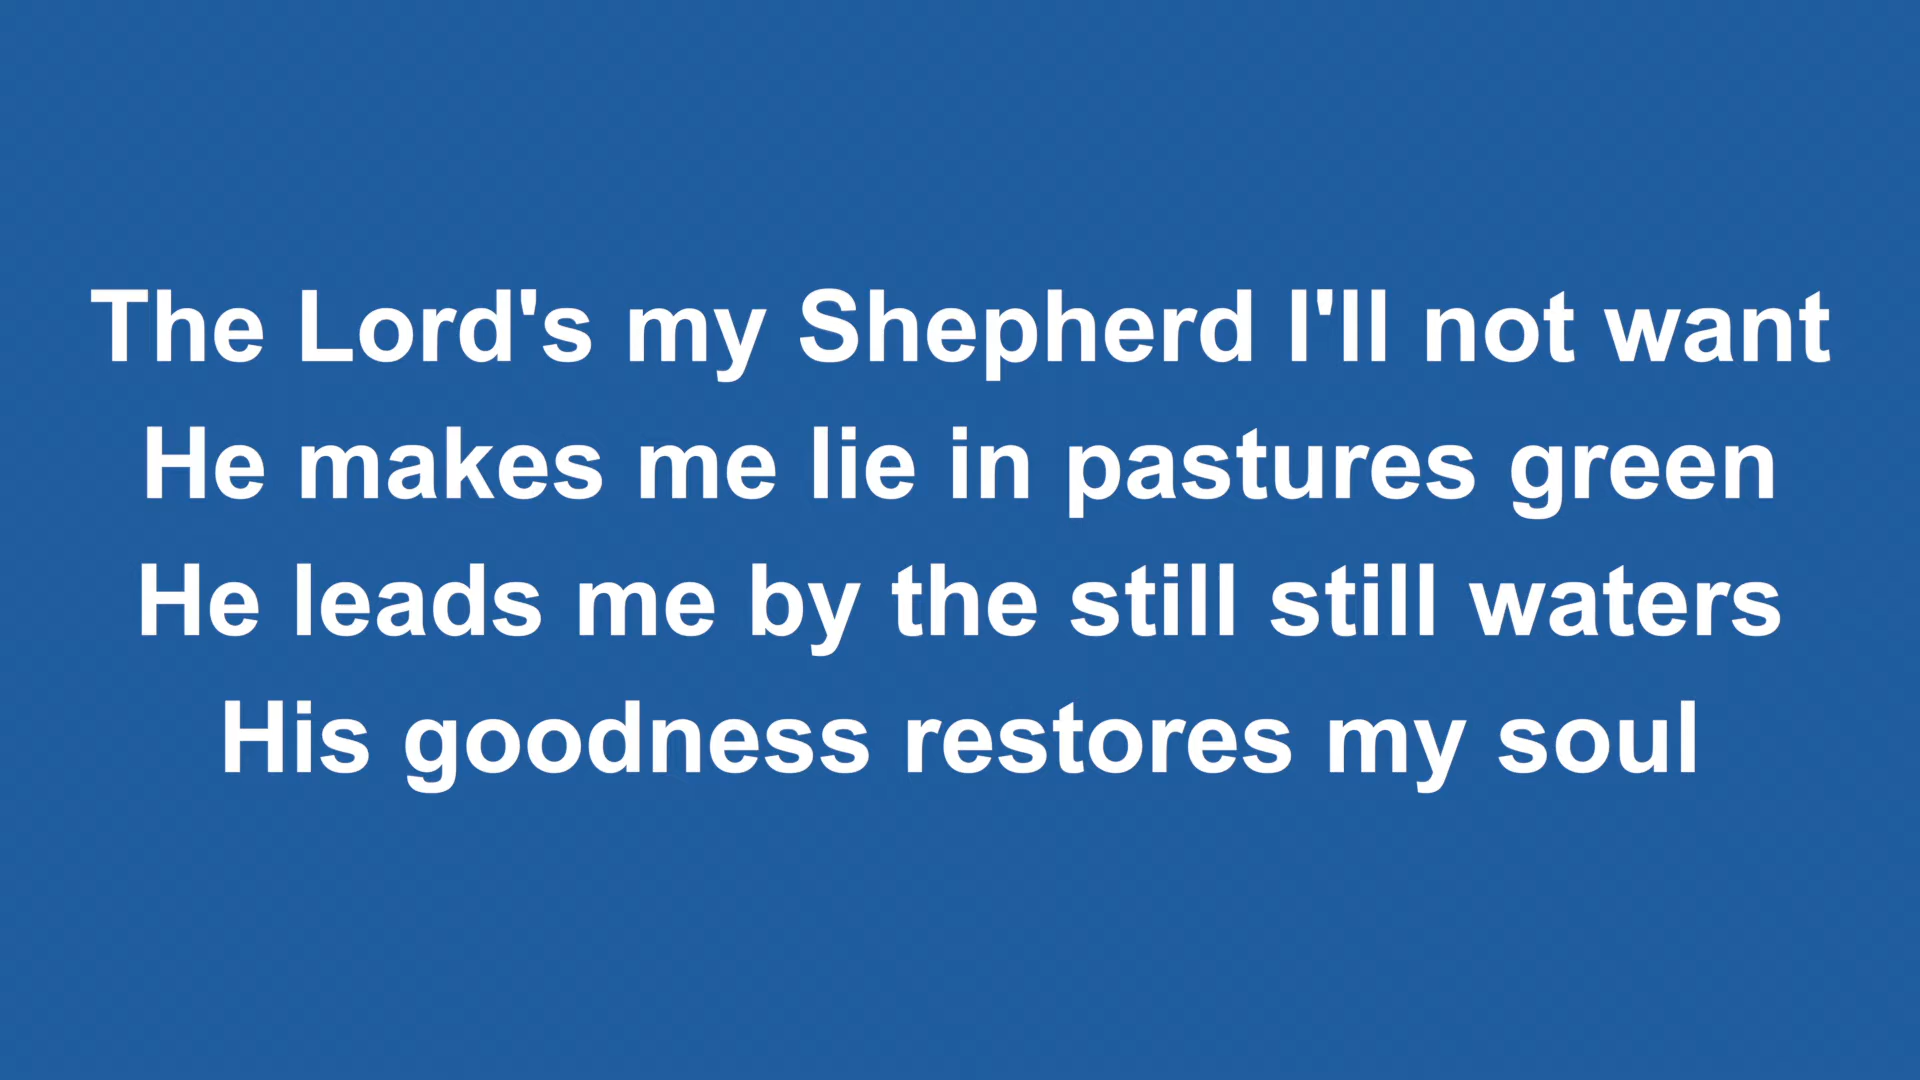 The Lord's my Shepherd I'll not want
He makes me lie in pastures green
He leads me by the still still waters
His goodness restores my soul